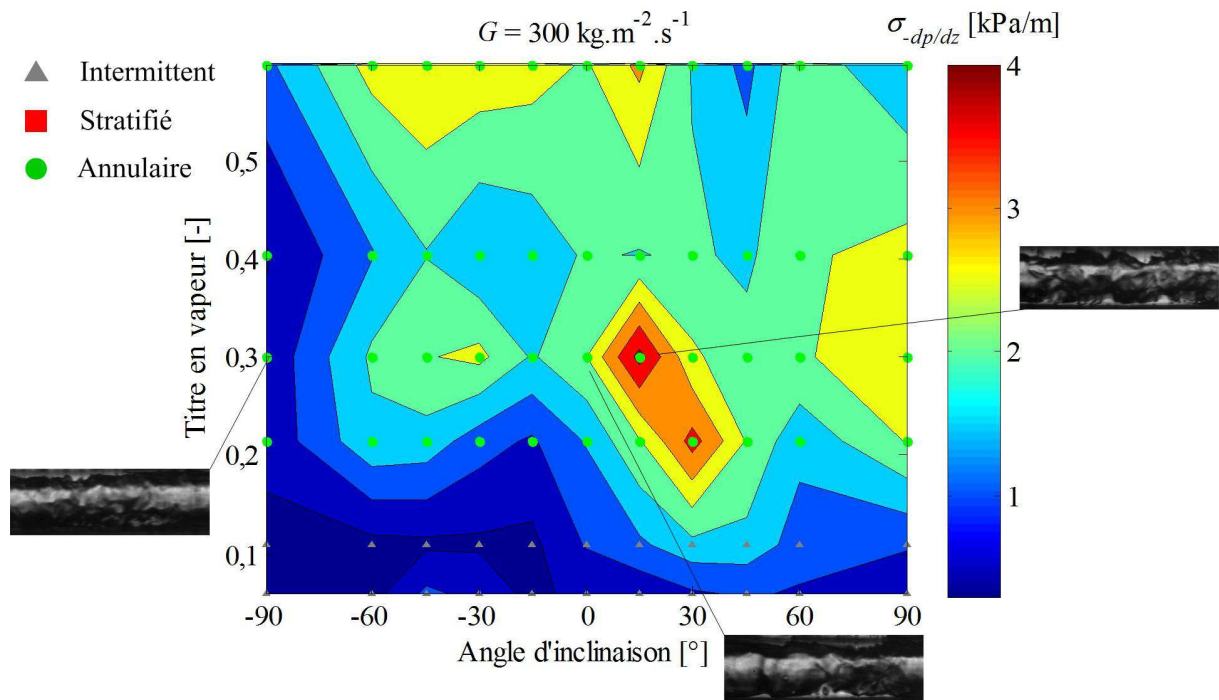 G = 300 kg.m⁻².s⁻¹
σ₋dp/dz [kPa/m]
Intermittent
Stratifié
Annulaire
Titre en vapeur [-]
0,5
0,4
0,3
0,2
0,1
-90 -60 -30 0 30 60 90
Angle d'inclinaison [°]
4
3
2
1